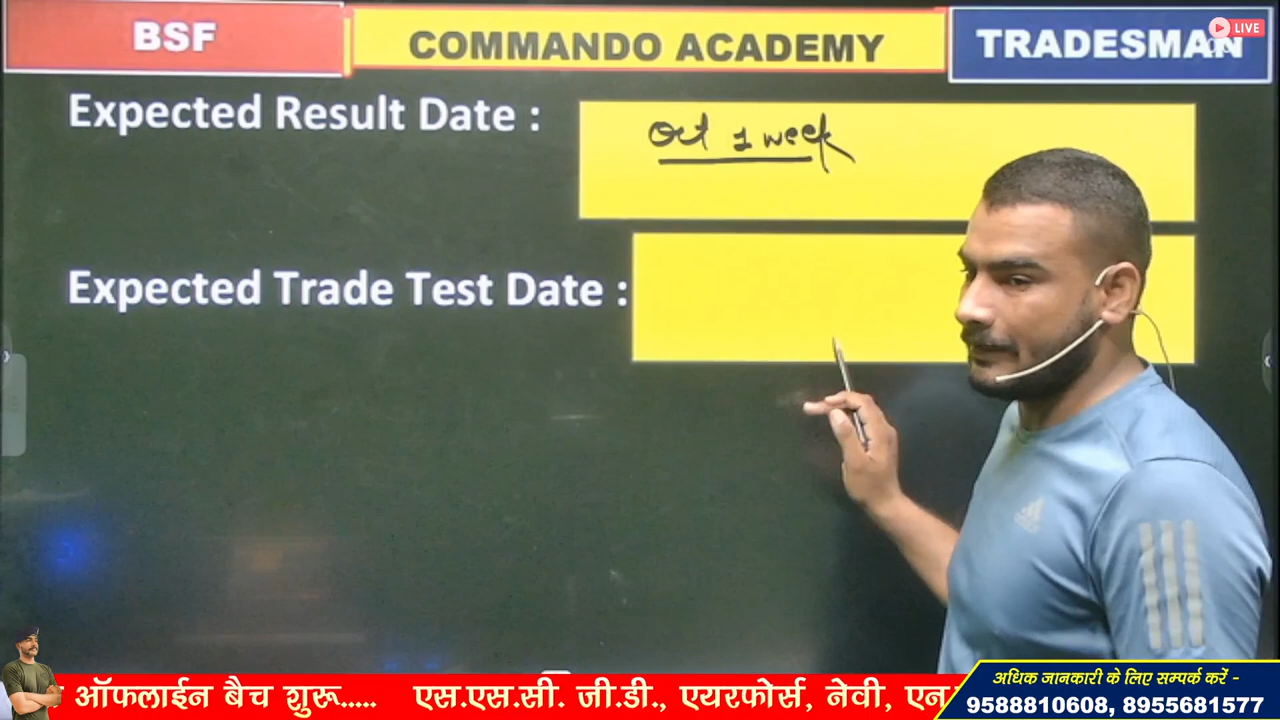 BSF
COMMANDO ACADEMY
TRADESMAN
LIVE
Expected Result Date :
Oct 1 week
Expected Trade Test Date :
ऑफलाईन बैच शुरू.....
एस.एस.सी. जी.डी., एयरफोर्स, नेवी,
अधिक जानकारी के लिए सम्पर्क करें -
9588810608, 8955681577